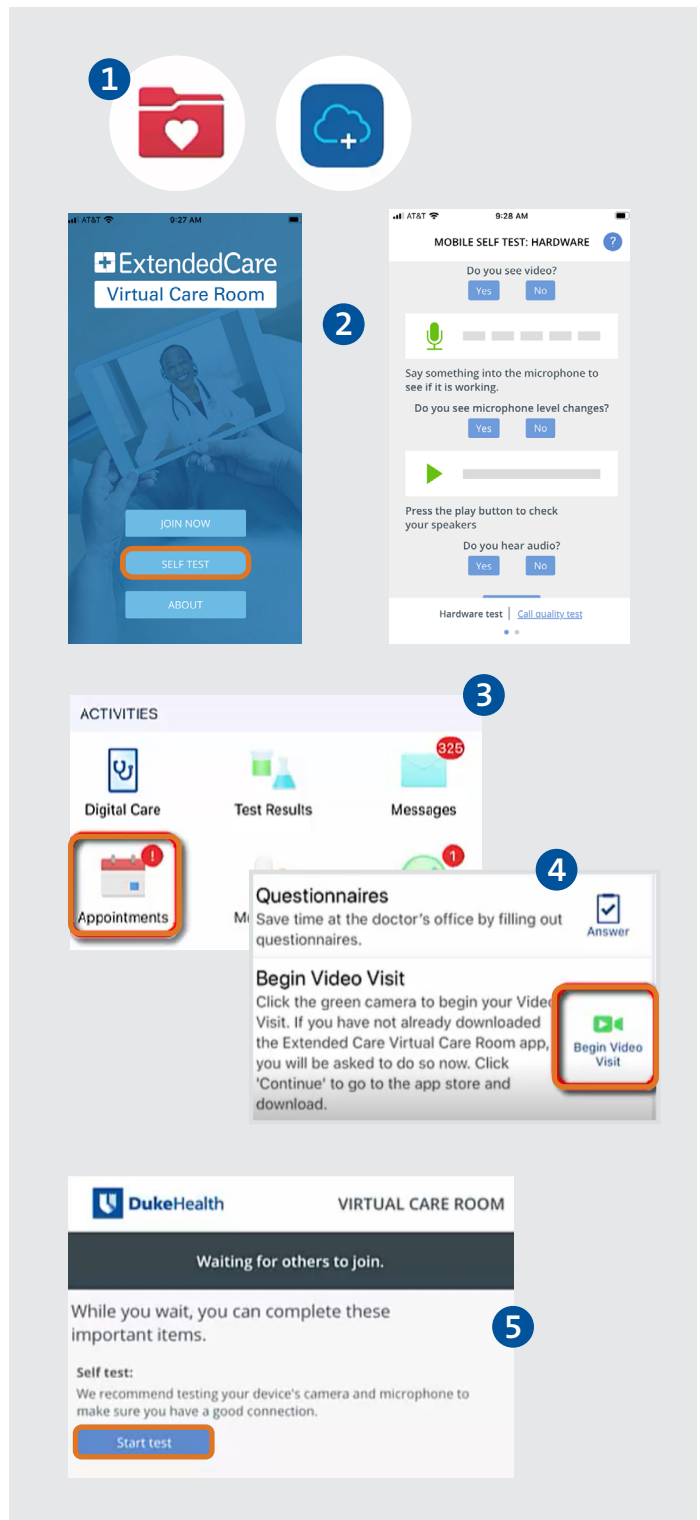 1
AT&T 9:27 AM
ExtendedCare
Virtual Care Room
JOIN NOW
SELF TEST
ABOUT
2
AT&T 9:28 AM
MOBILE SELF TEST: HARDWARE ?
Do you see video?
Yes No
Say something into the microphone to
see if it is working.
Do you see microphone level changes?
Yes No
Press the play button to check
your speakers
Do you hear audio?
Yes No
Hardware test | Call quality test
3
ACTIVITIES
325
Digital Care Test Results Messages
! 1
Appointments
4
Questionnaires
Save time at the doctor's office by filling out
questionnaires.
Answer
Begin Video Visit
Click the green camera to begin your Video
Visit. If you have not already downloaded
the Extended Care Virtual Care Room app,
you will be asked to do so now. Click
'Continue' to go to the app store and
download.
Begin Video
Visit
DukeHealth VIRTUAL CARE ROOM
Waiting for others to join.
While you wait, you can complete these
important items.
5
Self test:
We recommend testing your device's camera and microphone to
make sure you have a good connection.
Start test